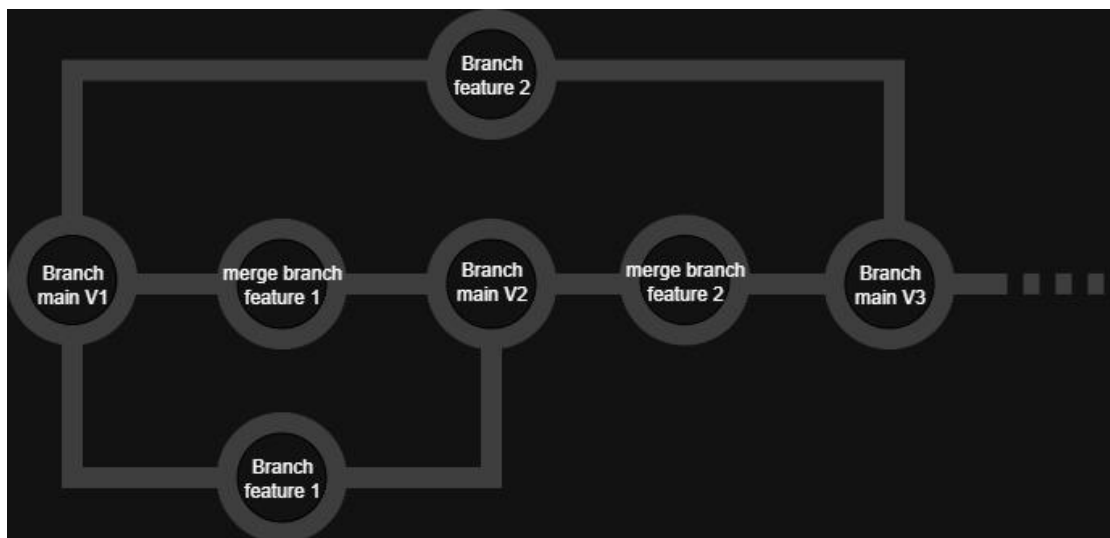 Branch
feature 2
Branch
main V1
merge branch
feature 1
Branch
main V2
merge branch
feature 2
Branch
main V3
Branch
feature 1